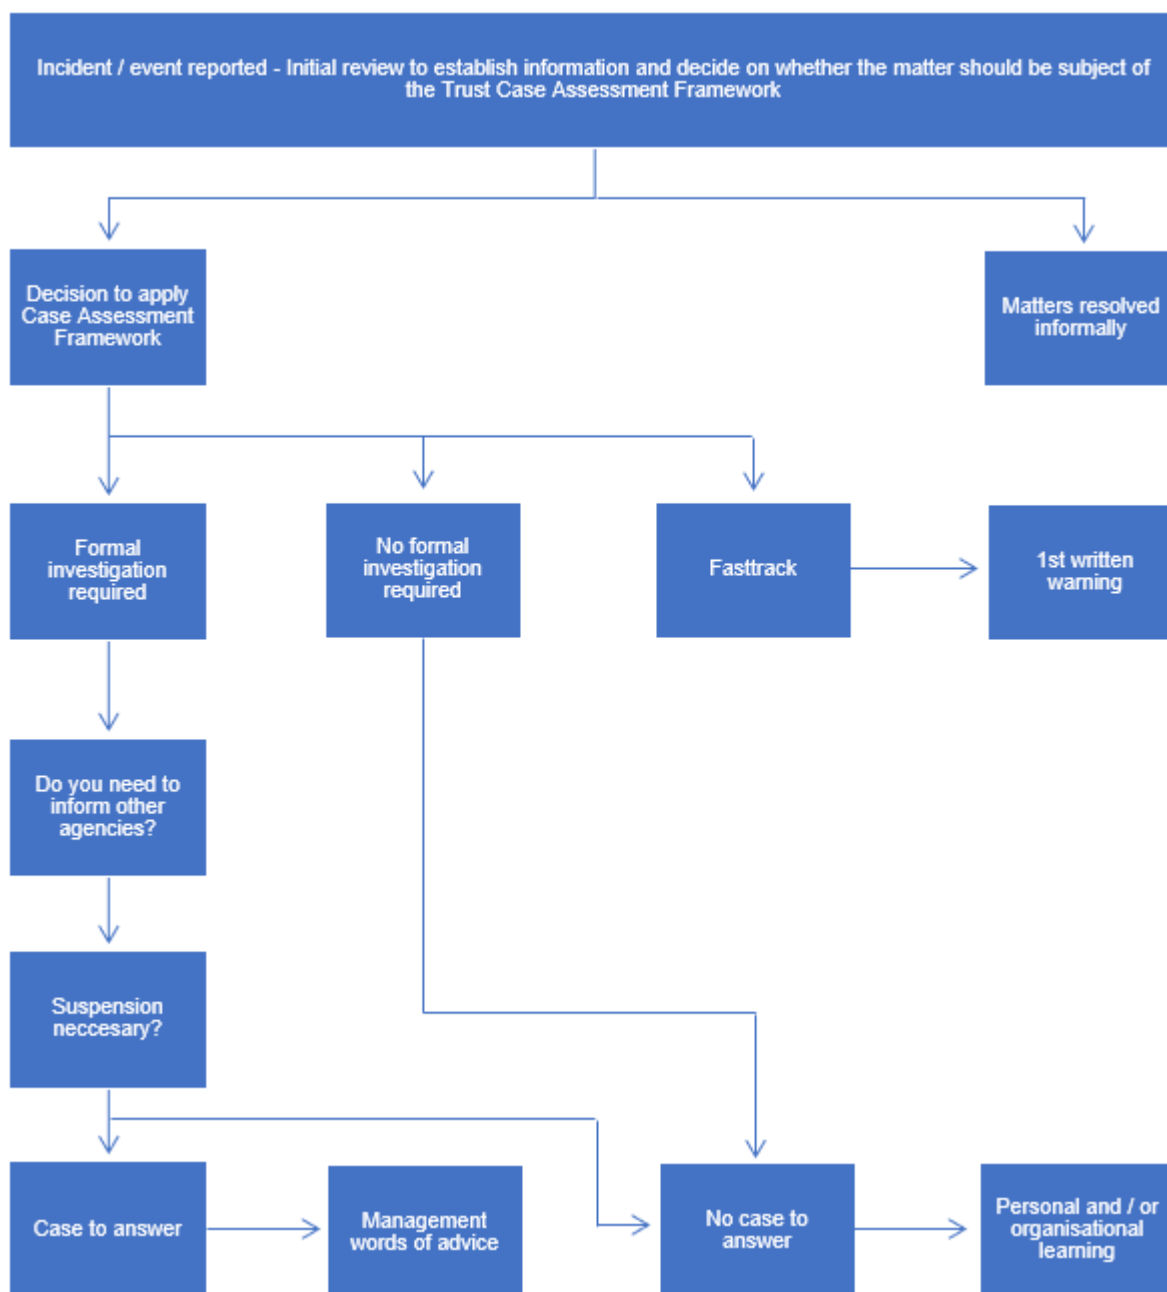 Incident / event reported - Initial review to establish information and decide on whether the matter should be subject of
the Trust Case Assessment Framework
Decision to apply
Case Assessment
Framework
Matters resolved
informally
Formal
investigation
required
No formal
investigation
required
Fasttrack
1st written
warning
Do you need to
inform other
agencies?
Suspension
neccesary?
Case to answer
Management
words of advice
No case to
answer
Personal and / or
organisational
learning